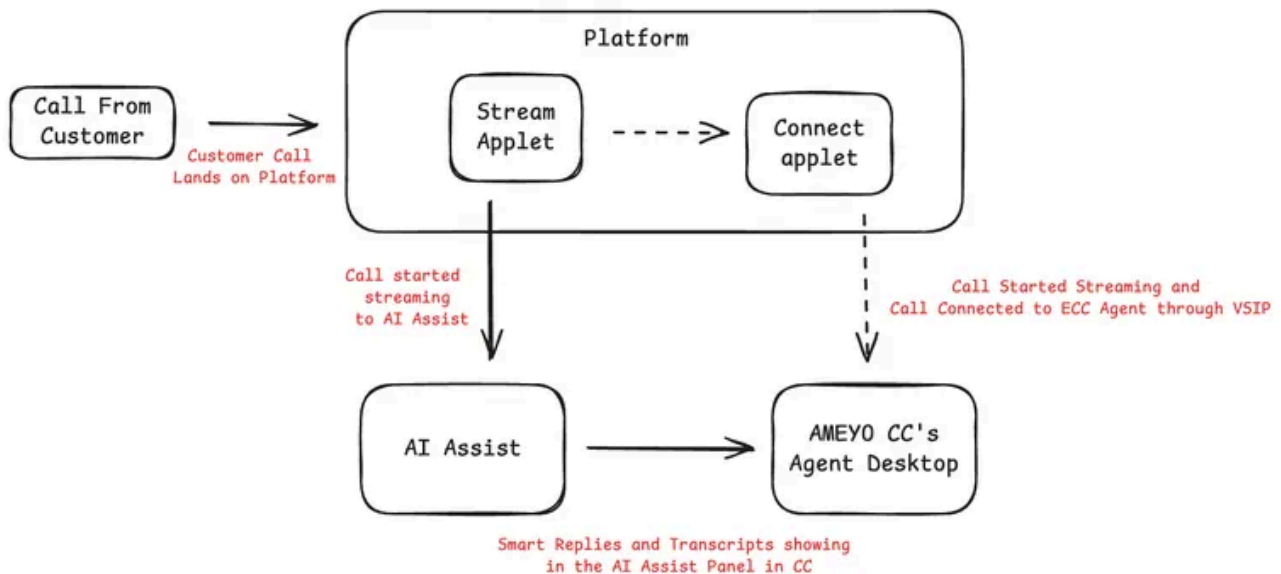 Platform
Call From
Customer
Stream
Applet
Connect
applet
Customer Call
Lands on Platform
Call started
streaming
to AI Assist
Call Started Streaming and
Call Connected to ECC Agent through VSIP
AI Assist
AMEYO CC's
Agent Desktop
Smart Replies and Transcripts showing
in the AI Assist Panel in CC